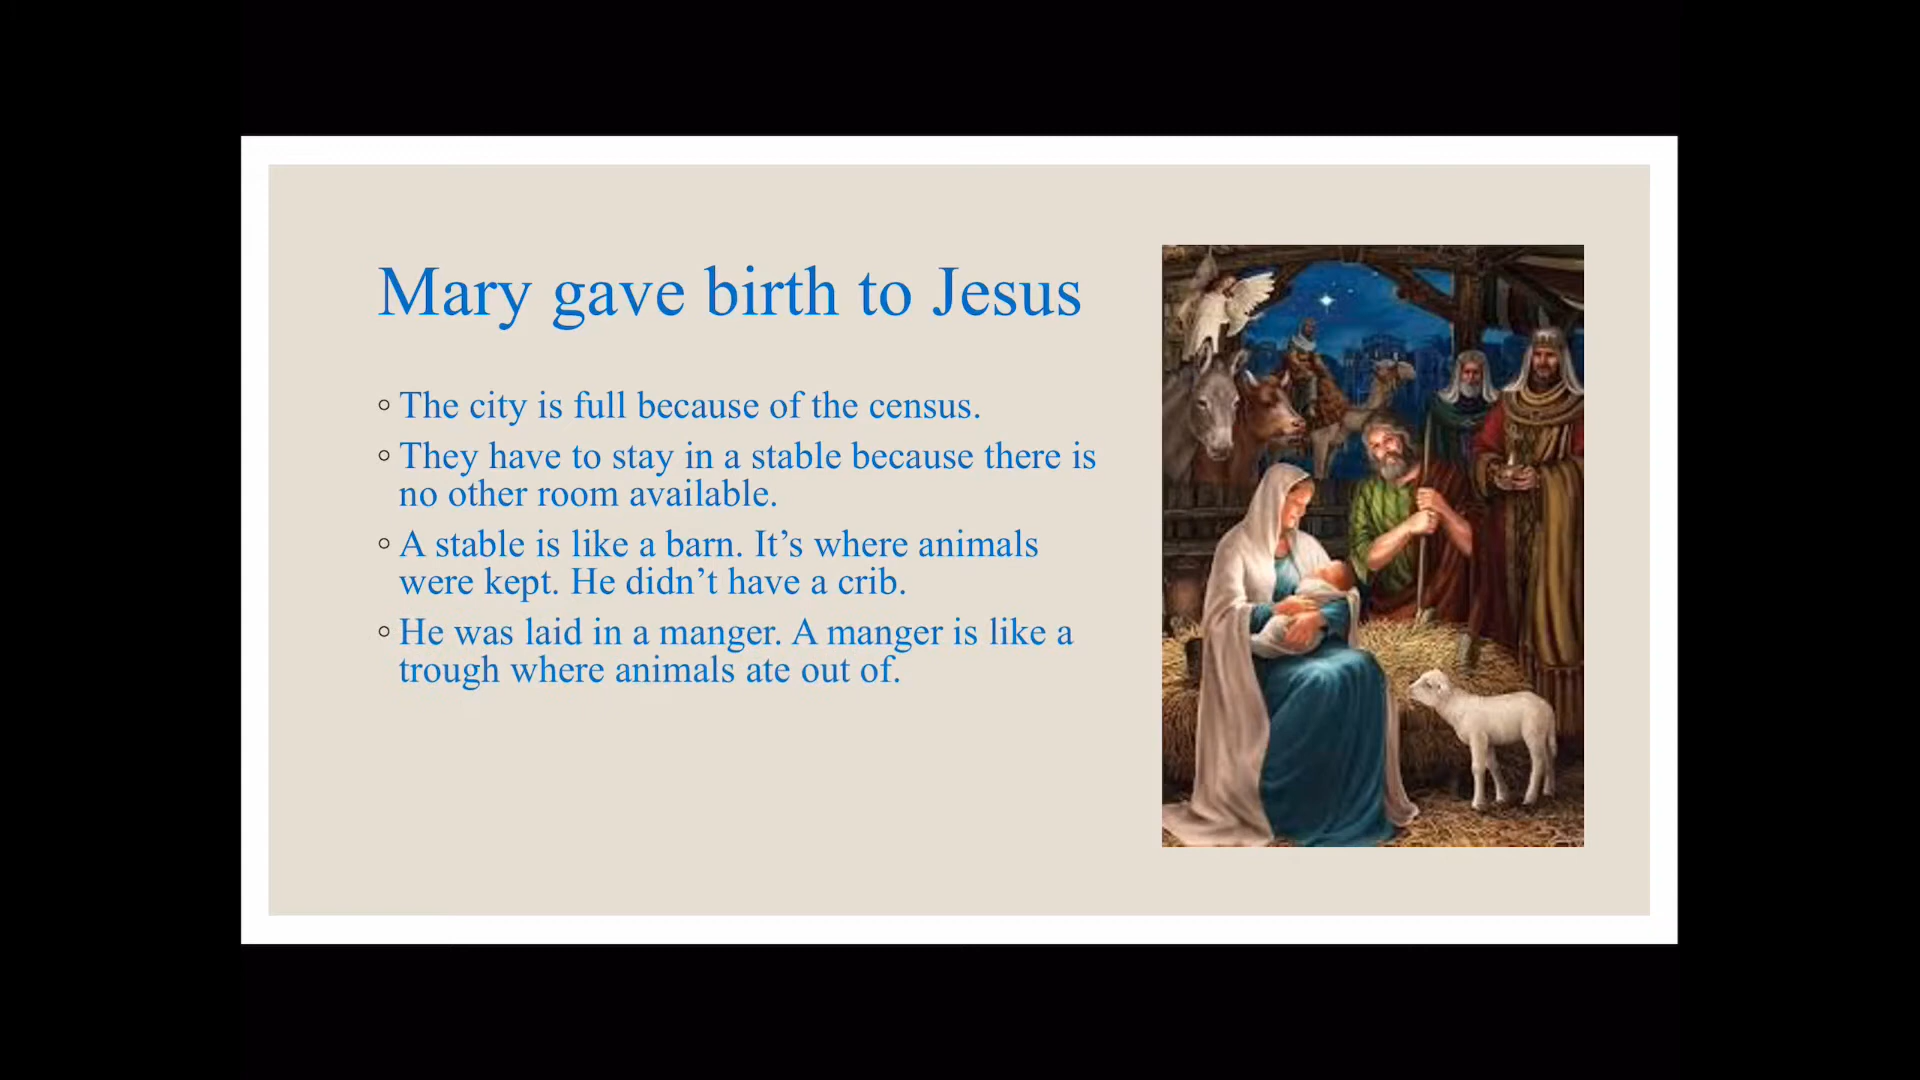 Mary gave birth to Jesus
◦ The city is full because of the census.
◦ They have to stay in a stable because there is
no other room available.
◦ A stable is like a barn. It’s where animals
were kept. He didn’t have a crib.
◦ He was laid in a manger. A manger is like a
trough where animals ate out of.